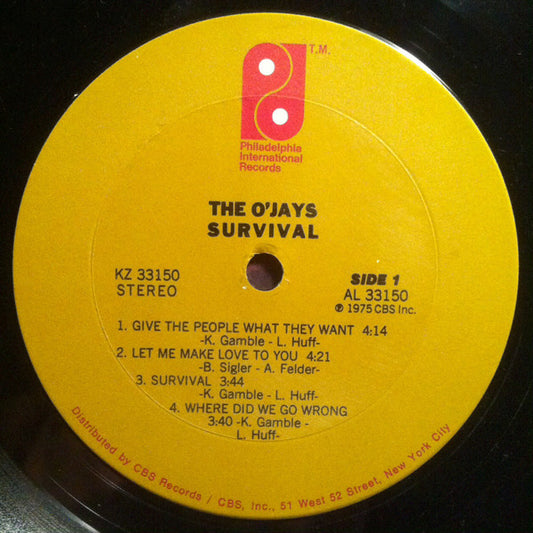 T.M.
Philadelphia
International
Records
THE O'JAYS
SURVIVAL
KZ 33150
STEREO
SIDE 1
AL 33150
℗ 1975 CBS Inc.
1. GIVE THE PEOPLE WHAT THEY WANT 4:14
-K. Gamble - L. Huff-
2. LET ME MAKE LOVE TO YOU 4:21
-B. Sigler - A. Felder-
3. SURVIVAL 3:44
-K. Gamble - L. Huff-
4. WHERE DID WE GO WRONG
3:40 -K. Gamble -
L. Huff-
Distributed by CBS Records / CBS, Inc., 51 West 52 Street, New York City